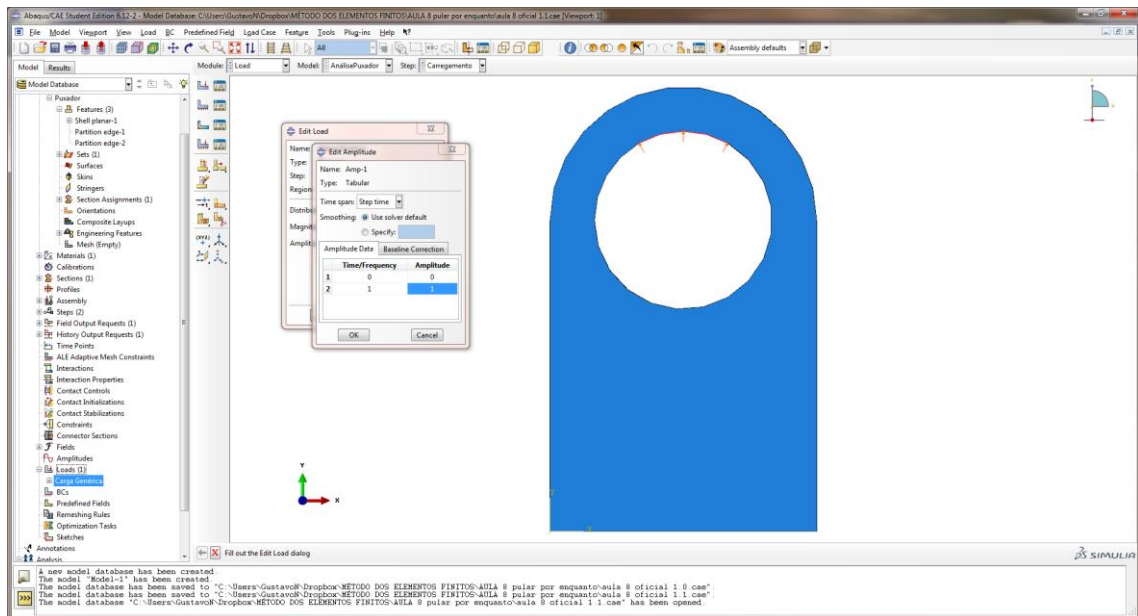 Abaqus/CAE Student Edition 6.12-2 - Model Database: C:\Users\GustavoN\Dropbox\MÉTODO DOS ELEMENTOS FINITOS\AULA 8 pular por enquanto\aula 8 oficial 1.1.cae [Viewport: 1]
File Model Viewport View Load BC Predefined Field Load Case Feature Tools Plug-ins Help
All
Assembly defaults
Model Results
Module: Load Model: AnálisePuxador Step: Carregamento
Model Database
Puxador
Features (3)
Shell planar-1
Partition edge-1
Partition edge-2
Sets (1)
Surfaces
Skins
Stringers
Section Assignments (1)
Orientations
Composite Layups
Engineering Features
Mesh (Empty)
Materials (1)
Calibrations
Sections (1)
Profiles
Assembly
Steps (2)
Field Output Requests (1)
History Output Requests (1)
Time Points
ALE Adaptive Mesh Constraints
Interactions
Interaction Properties
Contact Controls
Contact Initializations
Contact Stabilizations
Constraints
Connector Sections
Fields
Amplitudes
Loads (1)
Carga Genérica
BCs
Predefined Fields
Remeshing Rules
Optimization Tasks
Sketches
Annotations
Analysis
Edit Load
Name:
Type:
Step:
Region
Distrib
Magnit
Amplit
Edit Amplitude
Name: Amp-1
Type: Tabular
Time span: Step time
Smoothing: Use solver default
Specify:
Amplitude Data Baseline Correction
Time/Frequency Amplitude
1 0 0
2 1 1
OK Cancel
Y
X
Y
X
Fill out the Edit Load dialog
SIMULIA
A new model database has been created.
The model "Model-1" has been created.
The model database has been saved to "C:\Users\GustavoN\Dropbox\MÉTODO DOS ELEMENTOS FINITOS\AULA 8 pular por enquanto\aula 8 oficial 1.0.cae".
The model database has been saved to "C:\Users\GustavoN\Dropbox\MÉTODO DOS ELEMENTOS FINITOS\AULA 8 pular por enquanto\aula 8 oficial 1.1.cae".
The model database "C:\Users\GustavoN\Dropbox\MÉTODO DOS ELEMENTOS FINITOS\AULA 8 pular por enquanto\aula 8 oficial 1.1.cae" has been opened.